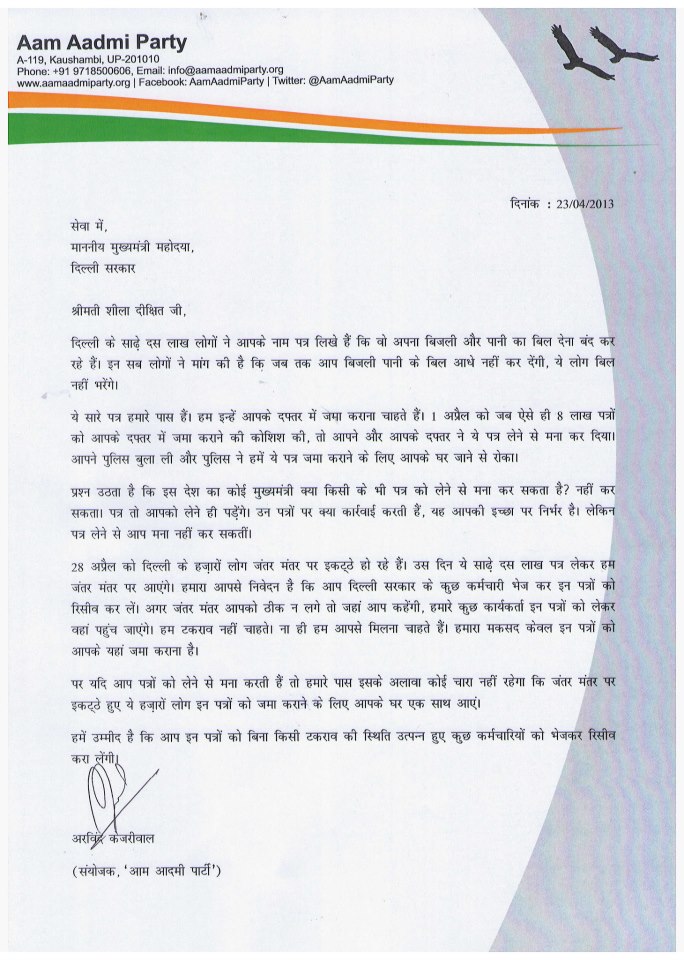 Aam Aadmi Party
A-119, Kaushambi, UP-201010
Phone: +91 9718500606, Email: info@aamaadmiparty.org
www.aamaadmiparty.org | Facebook: AamAadmiParty | Twitter: @AamAadmiParty
दिनांक : 23/04/2013
सेवा में,
माननीय मुख्यमंत्री महोदया,
दिल्ली सरकार
श्रीमती शीला दीक्षित जी,
दिल्ली के साढ़े दस लाख लोगों ने आपके नाम पत्र लिखे हैं कि वो अपना बिजली और पानी का बिल देना बंद कर
रहे हैं। इन सब लोगों ने मांग की है कि जब तक आप बिजली पानी के बिल आधे नहीं कर देंगी, ये लोग बिल
नहीं भरेंगे।
ये सारे पत्र हमारे पास हैं। हम इन्हें आपके दफ्तर में जमा कराना चाहते हैं। 1 अप्रैल को जब ऐसे ही 8 लाख पत्रों
को आपके दफ्तर में जमा कराने की कोशिश की, तो आपने और आपके दफ्तर ने ये पत्र लेने से मना कर दिया।
आपने पुलिस बुला ली और पुलिस ने हमें ये पत्र जमा कराने के लिए आपके घर जाने से रोका।
प्रश्न उठता है कि इस देश का कोई मुख्यमंत्री क्या किसी के भी पत्र को लेने से मना कर सकता है? नहीं कर
सकता। पत्र तो आपको लेने ही पड़ेंगे। उन पत्रों पर क्या कार्रवाई करती हैं, यह आपकी इच्छा पर निर्भर है। लेकिन
पत्र लेने से आप मना नहीं कर सकतीं।
28 अप्रैल को दिल्ली के हज़ारों लोग जंतर मंतर पर इकट्ठे हो रहे हैं। उस दिन ये साढ़े दस लाख पत्र लेकर हम
जंतर मंतर पर आएंगे। हमारा आपसे निवेदन है कि आप दिल्ली सरकार के कुछ कर्मचारी भेज कर इन पत्रों को
रिसीव कर लें। अगर जंतर मंतर आपको ठीक न लगे तो जहां आप कहेंगी, हमारे कुछ कार्यकर्ता इन पत्रों को लेकर
वहां पहुंच जाएंगे। हम टकराव नहीं चाहते। ना ही हम आपसे मिलना चाहते हैं। हमारा मकसद केवल इन पत्रों को
आपके यहां जमा कराना है।
पर यदि आप पत्रों को लेने से मना करती हैं तो हमारे पास इसके अलावा कोई चारा नहीं रहेगा कि जंतर मंतर पर
इकट्ठे हुए ये हज़ारों लोग इन पत्रों को जमा कराने के लिए आपके घर एक साथ आएं।
हमें उम्मीद है कि आप इन पत्रों को बिना किसी टकराव की स्थिति उत्पन्न हुए कुछ कर्मचारियों को भेजकर रिसीव
करा लेंगी।
अरविंद केजरीवाल
(संयोजक, 'आम आदमी पार्टी')